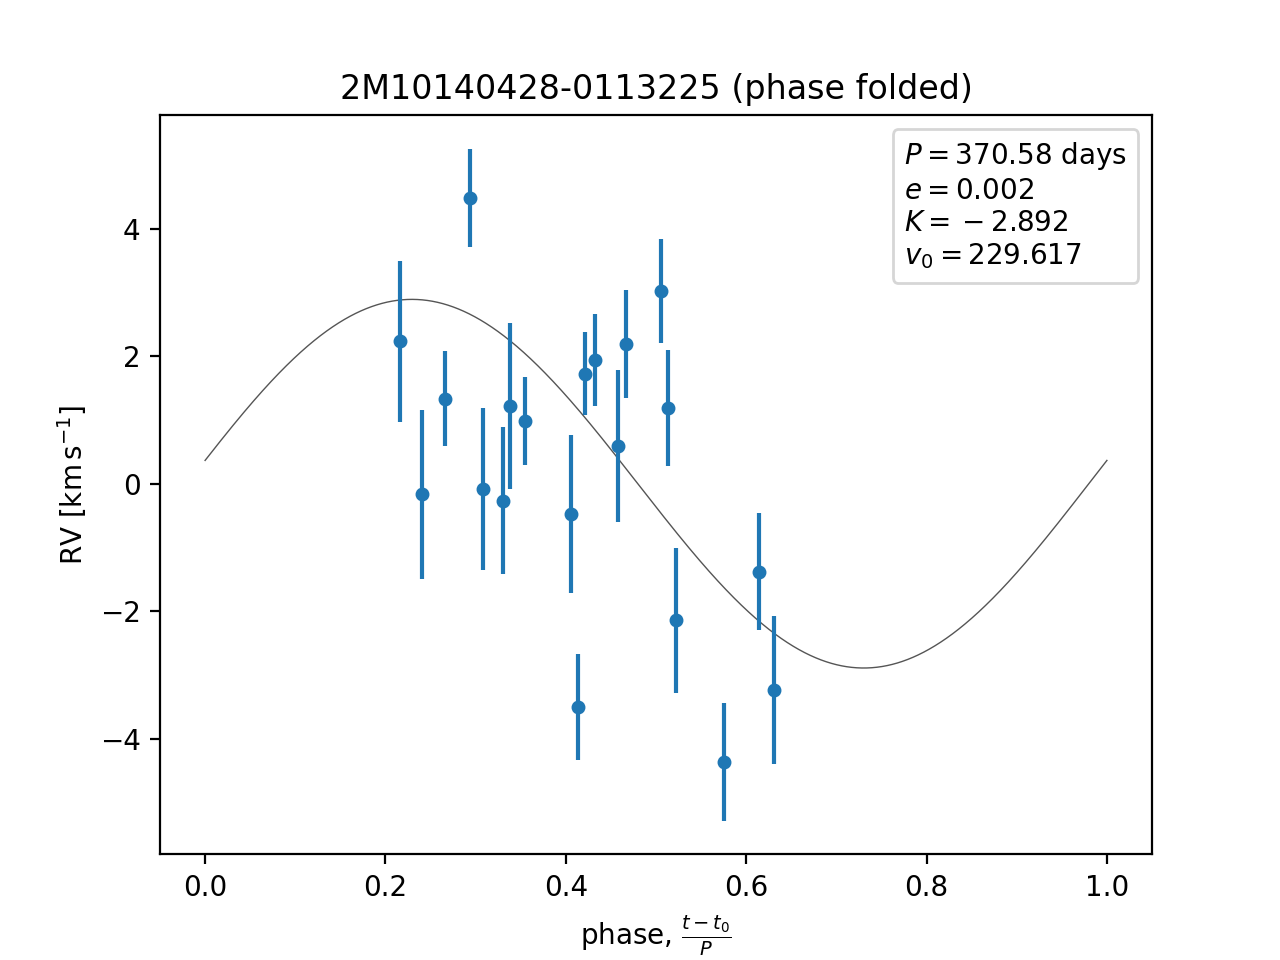 2M10140428-0113225 (phase folded)
P = 370.58 days
e = 0.002
K = −2.892
v₀ = 229.617
4
2
0
−2
−4
RV [km s⁻¹]
0.0 0.2 0.4 0.6 0.8 1.0
phase, (t − t₀)/P